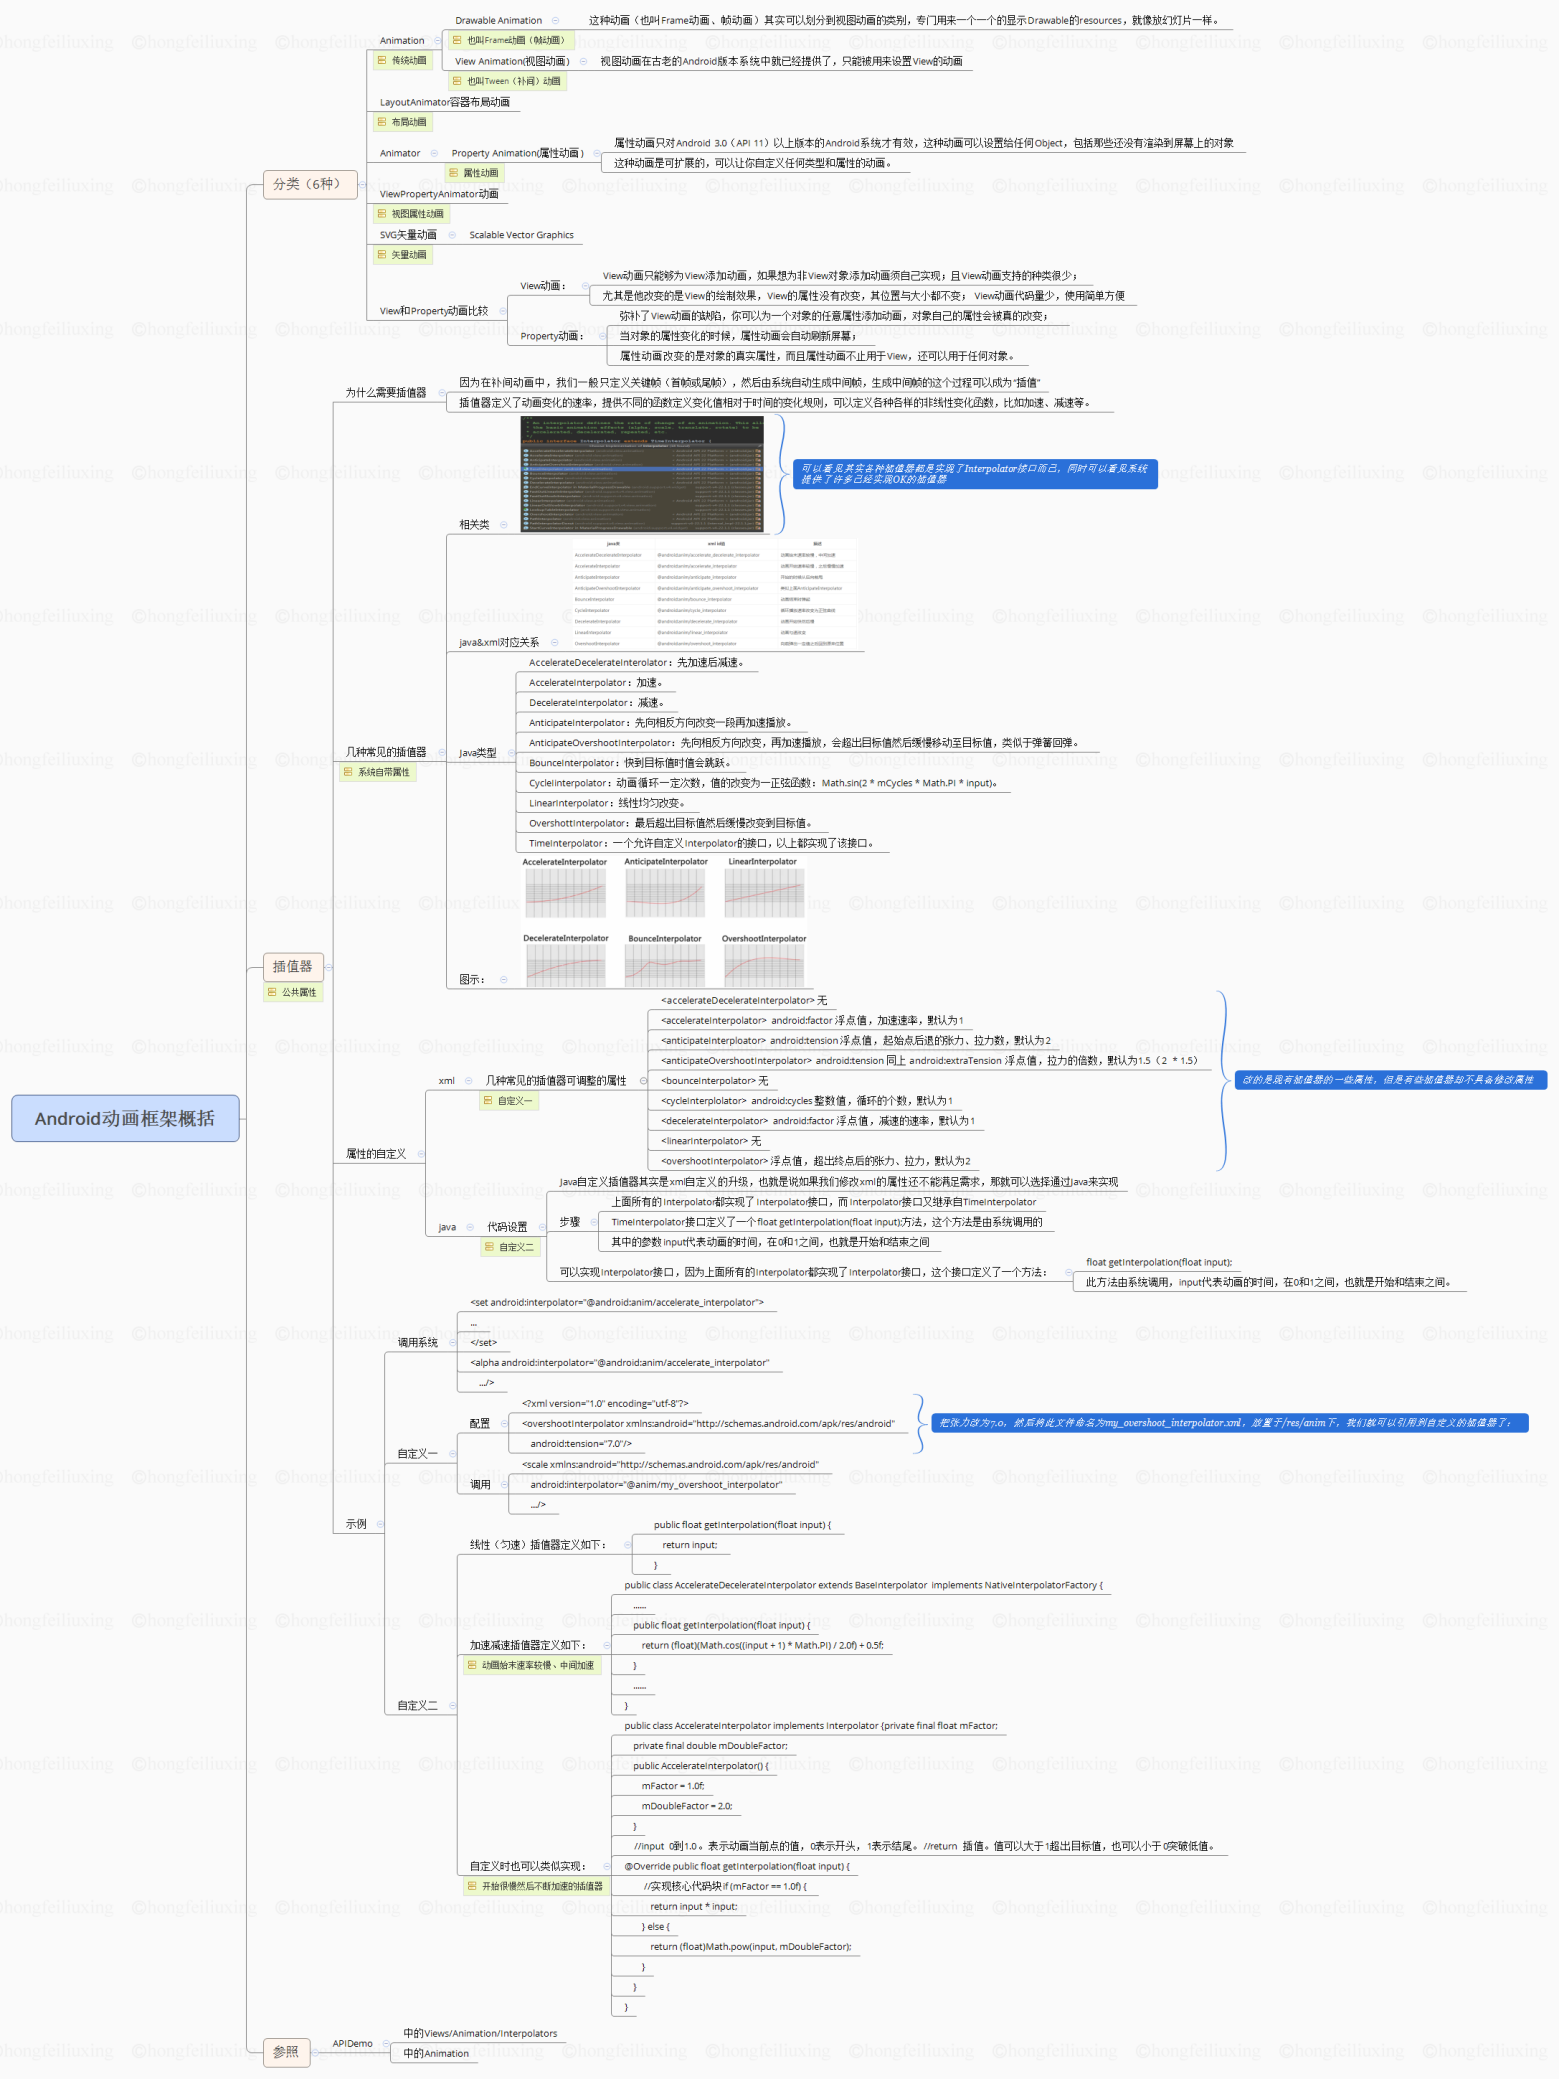 Android动画框架概括
分类（6种）
Animation
传统动画
Drawable Animation
这种动画（也叫Frame动画、帧动画）其实可以划分到视图动画的类别，专门用来一个一个的显示Drawable的resources，就像放幻灯片一样。
也叫Frame动画（帧动画）
View Animation(视图动画)
视图动画在古老的Android版本系统中就已经提供了，只能被用来设置View的动画
也叫Tween（补间）动画
LayoutAnimator容器布局动画
布局动画
Animator
Property Animation(属性动画)
属性动画
属性动画只对Android 3.0（API 11）以上版本的Android系统才有效，这种动画可以设置给任何Object，包括那些还没有渲染到屏幕上的对象
这种动画是可扩展的，可以让你自定义任何类型和属性的动画。
ViewPropertyAnimator动画
视图属性动画
SVG矢量动画
Scalable Vector Graphics
矢量动画
View和Property动画比较
View动画：
View动画只能够为View添加动画，如果想为非View对象添加动画须自己实现；且View动画支持的种类很少；
尤其是他改变的是View的绘制效果，View的属性没有改变，其位置与大小都不变； View动画代码量少，使用简单方便
Property动画：
弥补了View动画的缺陷，你可以为一个对象的任意属性添加动画，对象自己的属性会被真的改变；
当对象的属性变化的时候，属性动画会自动刷新屏幕；
属性动画改变的是对象的真实属性，而且属性动画不止用于View，还可以用于任何对象。
插值器
公共属性
为什么需要插值器
因为在补间动画中，我们一般只定义关键帧（首帧或尾帧），然后由系统自动生成中间帧，生成中间帧的这个过程可以成为“插值”
插值器定义了动画变化的速率，提供不同的函数定义变化值相对于时间的变化规则，可以定义各种各样的非线性变化函数，比如加速、减速等。
几种常见的插值器
系统自带属性
相关类
可以看见其实各种插值器都是实现了Interpolator接口而已，同时可以看见系统
提供了许多已经实现OK的插值器
java&xml对应关系
java类 xml id值 描述
AccelerateDecelerateInterpolator @android:anim/accelerate_decelerate_interpolator
AccelerateInterpolator @android:anim/accelerate_interpolator
AnticipateInterpolator @android:anim/anticipate_interpolator
AnticipateOvershootInterpolator @android:anim/anticipate_overshoot_interpolator
BounceInterpolator @android:anim/bounce_interpolator
CycleInterpolator @android:anim/cycle_interpolator
DecelerateInterpolator @android:anim/decelerate_interpolator
LinearInterpolator @android:anim/linear_interpolator
OvershootInterpolator @android:anim/overshoot_interpolator
Java类型
AccelerateDecelerateInterolator：先加速后减速。
AccelerateInterpolator：加速。
DecelerateInterpolator：减速。
AnticipateInterpolator：先向相反方向改变一段再加速播放。
AnticipateOvershootInterpolator：先向相反方向改变，再加速播放，会超出目标值然后缓慢移动至目标值，类似于弹簧回弹。
BounceInterpolator：快到目标值时值会跳跃。
CycleIinterpolator：动画循环一定次数，值的改变为一正弦函数：Math.sin(2 * mCycles * Math.PI * input)。
LinearInterpolator：线性均匀改变。
OvershottInterpolator：最后超出目标值然后缓慢改变到目标值。
TimeInterpolator：一个允许自定义Interpolator的接口，以上都实现了该接口。
图示：
AccelerateInterpolator AnticipateInterpolator LinearInterpolator
DecelerateInterpolator BounceInterpolator OvershootInterpolator
属性的自定义
xml
几种常见的插值器可调整的属性
自定义一
<accelerateDecelerateInterpolator> 无
<accelerateInterpolator> android:factor 浮点值，加速速率，默认为1
<anticipateInterploator> android:tension 浮点值，起始点后退的张力、拉力数，默认为2
<anticipateOvershootInterpolator> android:tension 同上 android:extraTension 浮点值，拉力的倍数，默认为1.5（2 * 1.5）
<bounceInterpolator> 无
<cycleInterplolator> android:cycles 整数值，循环的个数，默认为1
<decelerateInterpolator> android:factor 浮点值，减速的速率，默认为1
<linearInterpolator> 无
<overshootInterpolator> 浮点值，超出终点后的张力、拉力，默认为2
改的是现有插值器的一些属性，但是有些插值器却不具备修改属性
java
代码设置
自定义二
Java自定义插值器其实是xml自定义的升级，也就是说如果我们修改xml的属性还不能满足需求，那就可以选择通过Java来实现
步骤
上面所有的Interpolator都实现了Interpolator接口，而Interpolator接口又继承自TimeInterpolator
TimeInterpolator接口定义了一个float getInterpolation(float input);方法，这个方法是由系统调用的
其中的参数input代表动画的时间，在0和1之间，也就是开始和结束之间
可以实现Interpolator接口，因为上面所有的Interpolator都实现了Interpolator接口，这个接口定义了一个方法：
float getInterpolation(float input);
此方法由系统调用，input代表动画的时间，在0和1之间，也就是开始和结束之间。
示例
调用系统
<set android:interpolator="@android:anim/accelerate_interpolator">
...
</set>
<alpha android:interpolator="@android:anim/accelerate_interpolator"
.../>
自定义一
配置
<?xml version="1.0" encoding="utf-8"?>
<overshootInterpolator xmlns:android="http://schemas.android.com/apk/res/android"
android:tension="7.0"/>
把张力改为7.0，然后将此文件命名为my_overshoot_interpolator.xml，放置于/res/anim下，我们就可以引用到自定义的插值器了：
调用
<scale xmlns:android="http://schemas.android.com/apk/res/android"
android:interpolator="@anim/my_overshoot_interpolator"
.../>
自定义二
线性（匀速）插值器定义如下：
public float getInterpolation(float input) {
return input;
}
加速减速插值器定义如下：
动画始末速率较慢、中间加速
public class AccelerateDecelerateInterpolator extends BaseInterpolator implements NativeInterpolatorFactory {
......
public float getInterpolation(float input) {
return (float)(Math.cos((input + 1) * Math.PI) / 2.0f) + 0.5f;
}
......
}
自定义时也可以类似实现：
开始很慢然后不断加速的插值器
public class AccelerateInterpolator implements Interpolator {private final float mFactor;
private final double mDoubleFactor;
public AccelerateInterpolator() {
mFactor = 1.0f;
mDoubleFactor = 2.0;
}
//input 0到1.0。表示动画当前点的值，0表示开头，1表示结尾。//return 插值。值可以大于1超出目标值，也可以小于0突破低值。
@Override public float getInterpolation(float input) {
//实现核心代码块if (mFactor == 1.0f) {
return input * input;
} else {
return (float)Math.pow(input, mDoubleFactor);
}
}
}
参照
APIDemo
中的Views/Animation/Interpolators
中的Animation
©hongfeiliuxing